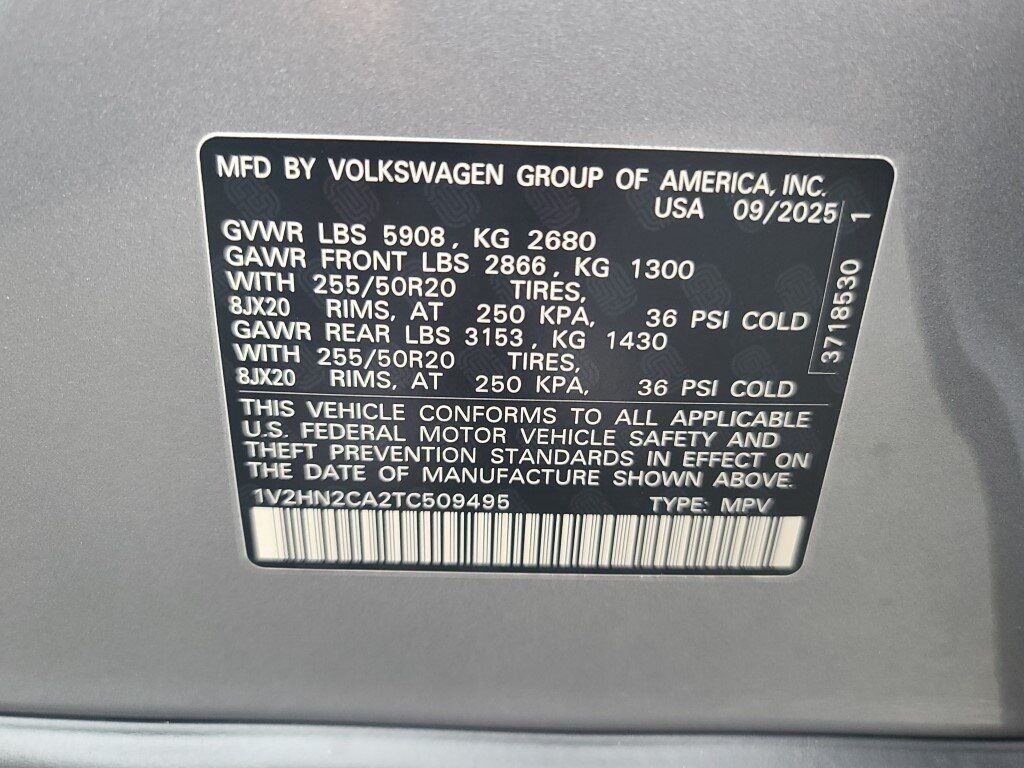 MFD BY VOLKSWAGEN GROUP OF AMERICA, INC.
USA 09/2025
GVWR LBS 5908, KG 2680
GAWR FRONT LBS 2866, KG 1300
WITH 255/50R20 TIRES,
8JX20 RIMS, AT 250 KPA, 36 PSI COLD
GAWR REAR LBS 3153, KG 1430
WITH 255/50R20 TIRES,
8JX20 RIMS, AT 250 KPA, 36 PSI COLD
3718530 1
THIS VEHICLE CONFORMS TO ALL APPLICABLE
U.S. FEDERAL MOTOR VEHICLE SAFETY AND
THEFT PREVENTION STANDARDS IN EFFECT ON
THE DATE OF MANUFACTURE SHOWN ABOVE.
1V2HN2CA2TC509495 TYPE: MPV